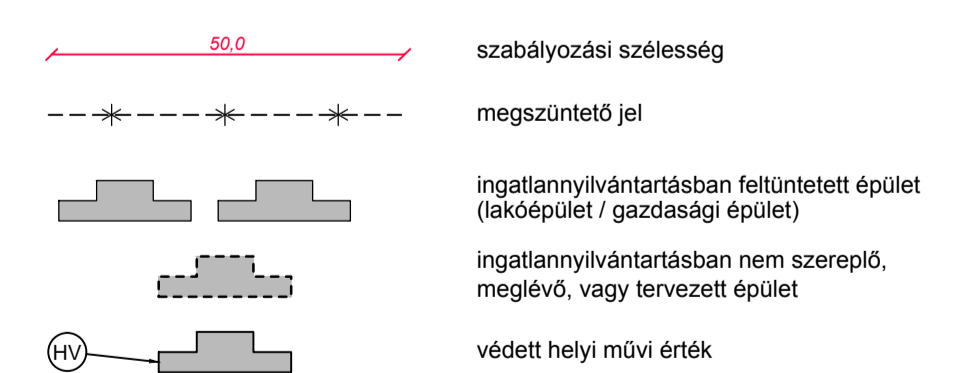 50,0 szabályozási szélesség
megszüntető jel
ingatlannyilvántartásban feltüntetett épület
(lakóépület / gazdasági épület)
ingatlannyilvántartásban nem szereplő,
meglévő, vagy tervezett épület
HV védett helyi művi érték